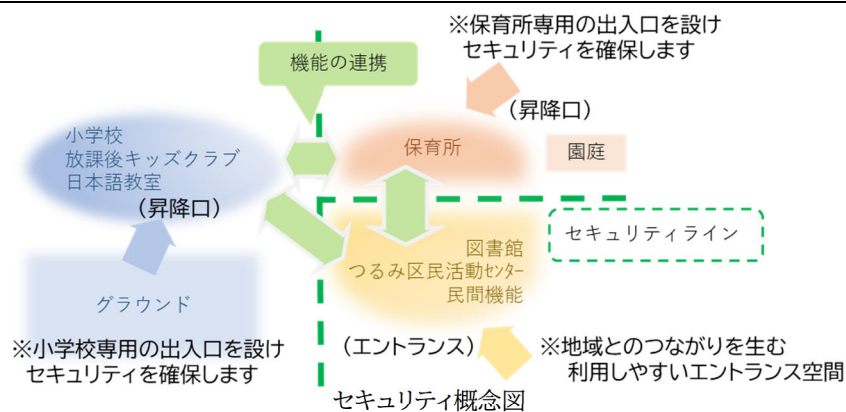 ※保育所専用の出入口を設け
セキュリティを確保します
機能の連携
(昇降口)
小学校
放課後キッズクラブ
日本語教室
(昇降口)
保育所
園庭
セキュリティライン
図書館
つるみ区民活動センター
民間機能
グラウンド
※小学校専用の出入口を設け
セキュリティを確保します
(エントランス)
※地域とのつながりを生む
利用しやすいエントランス空間
セキュリティ概念図